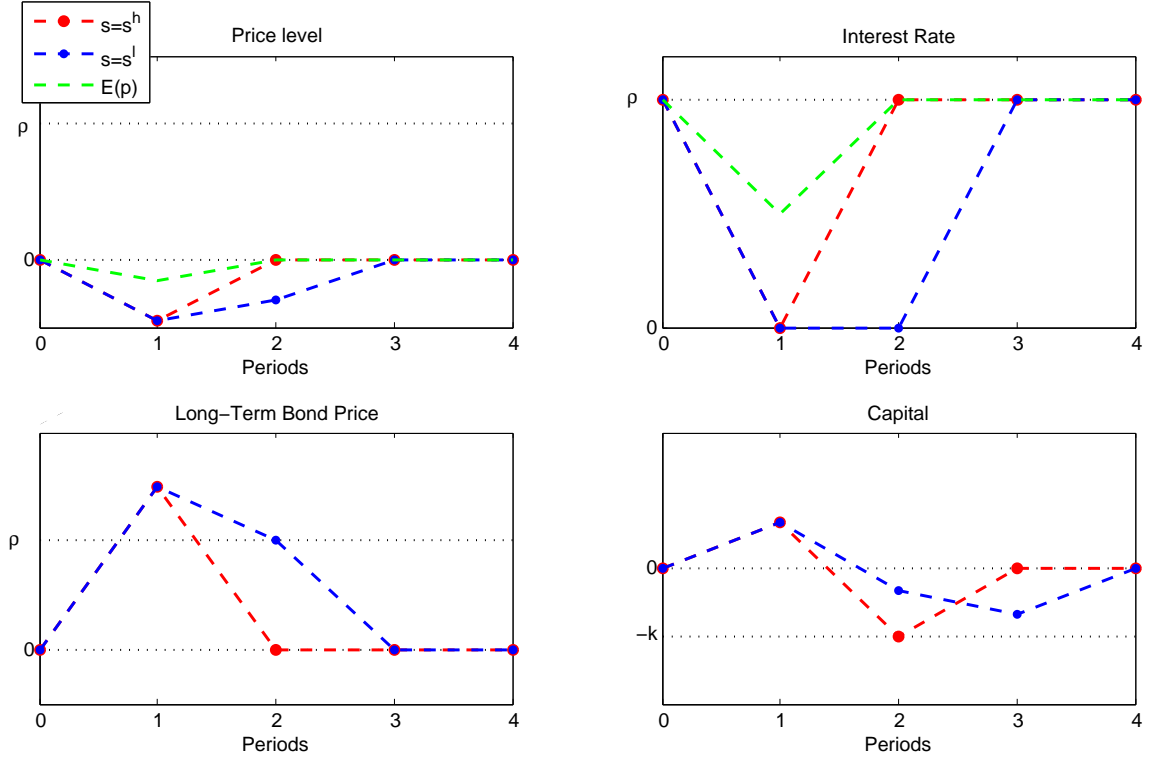 s=s^h
s=s^l
E(p)
Price level
ρ
0
0 1 2 3 4
Periods
Interest Rate
ρ
0
0 1 2 3 4
Periods
Long−Term Bond Price
ρ
0
0 1 2 3 4
Periods
Capital
0
−k
0 1 2 3 4
Periods